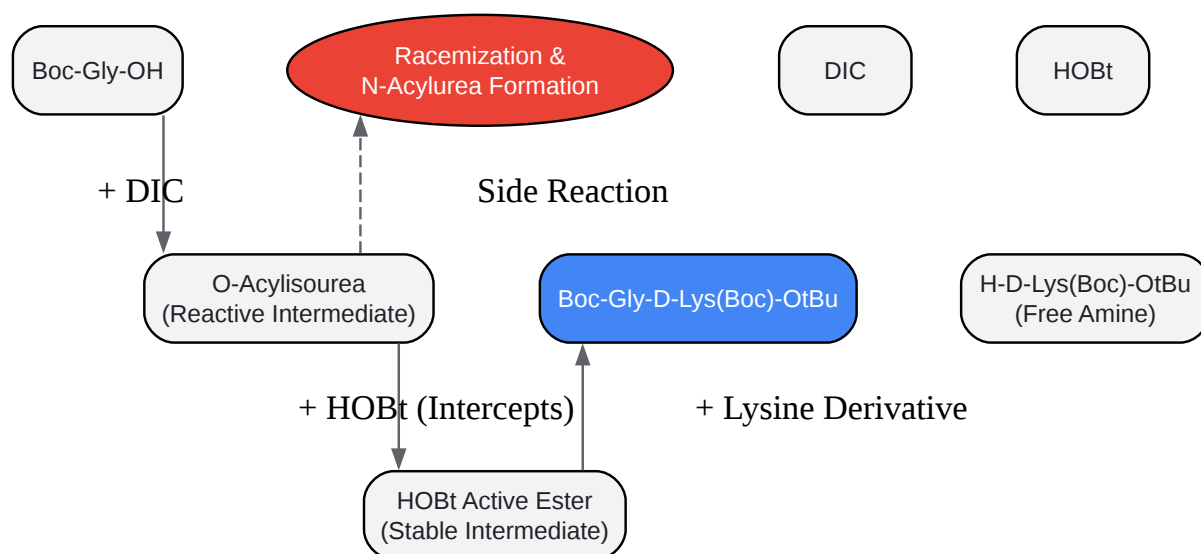 Boc-Gly-OH
Racemization &
N-Acylurea Formation
DIC
HOBt
+ DIC
Side Reaction
O-Acylisourea
(Reactive Intermediate)
Boc-Gly-D-Lys(Boc)-OtBu
H-D-Lys(Boc)-OtBu
(Free Amine)
+ HOBt (Intercepts)
+ Lysine Derivative
HOBt Active Ester
(Stable Intermediate)